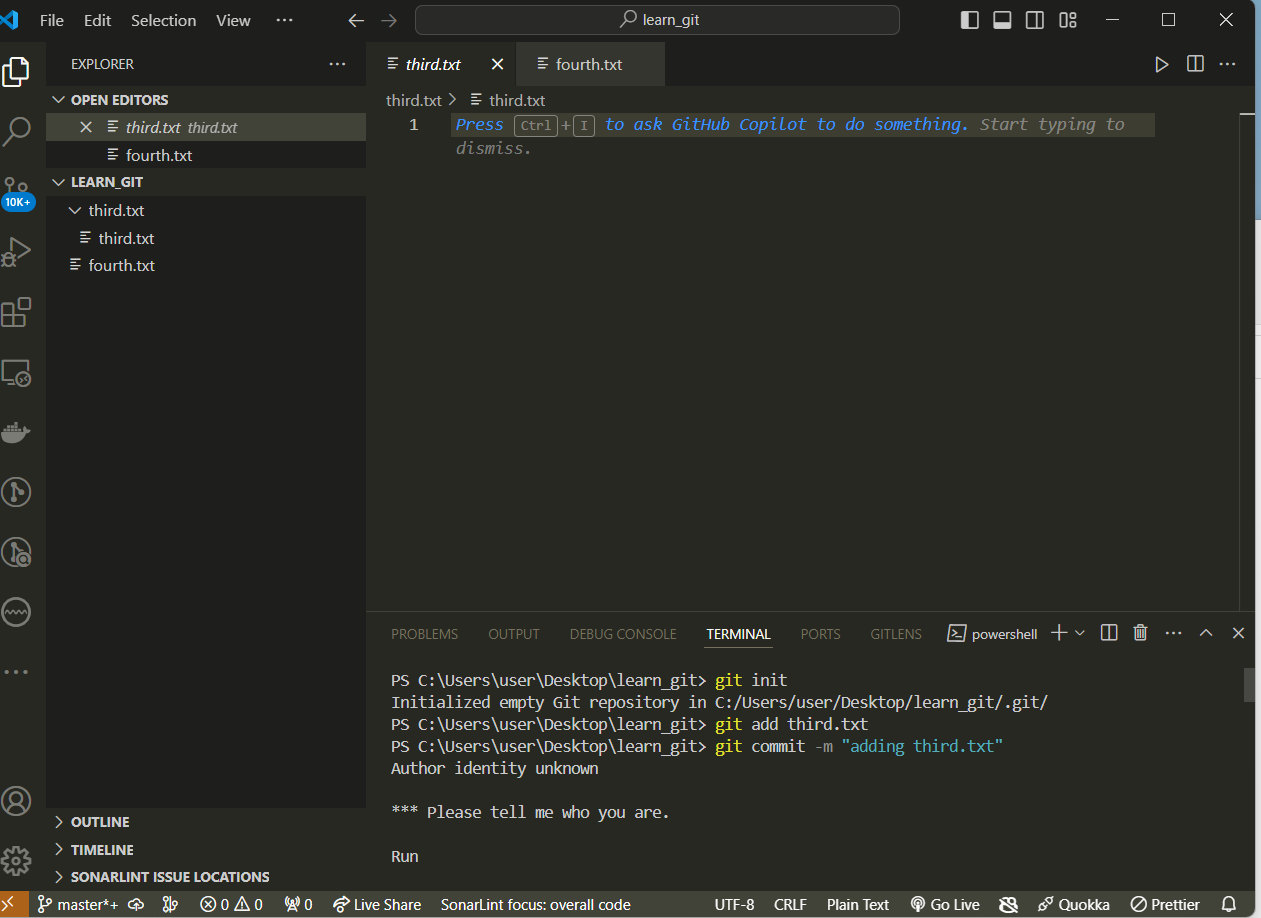 File Edit Selection View ··· learn_git
EXPLORER ···
OPEN EDITORS
third.txt third.txt
fourth.txt
10K+
LEARN_GIT
third.txt
third.txt
fourth.txt
OUTLINE
TIMELINE
SONARLINT ISSUE LOCATIONS
third.txt fourth.txt
third.txt > third.txt
1 Press Ctrl+I to ask GitHub Copilot to do something. Start typing to
dismiss.
PROBLEMS OUTPUT DEBUG CONSOLE TERMINAL PORTS GITLENS powershell
PS C:\Users\user\Desktop\learn_git> git init
Initialized empty Git repository in C:/Users/user/Desktop/learn_git/.git/
PS C:\Users\user\Desktop\learn_git> git add third.txt
PS C:\Users\user\Desktop\learn_git> git commit -m "adding third.txt"
Author identity unknown
*** Please tell me who you are.
Run
master*+ 0 0 0 Live Share SonarLint focus: overall code UTF-8 CRLF Plain Text Go Live Quokka Prettier